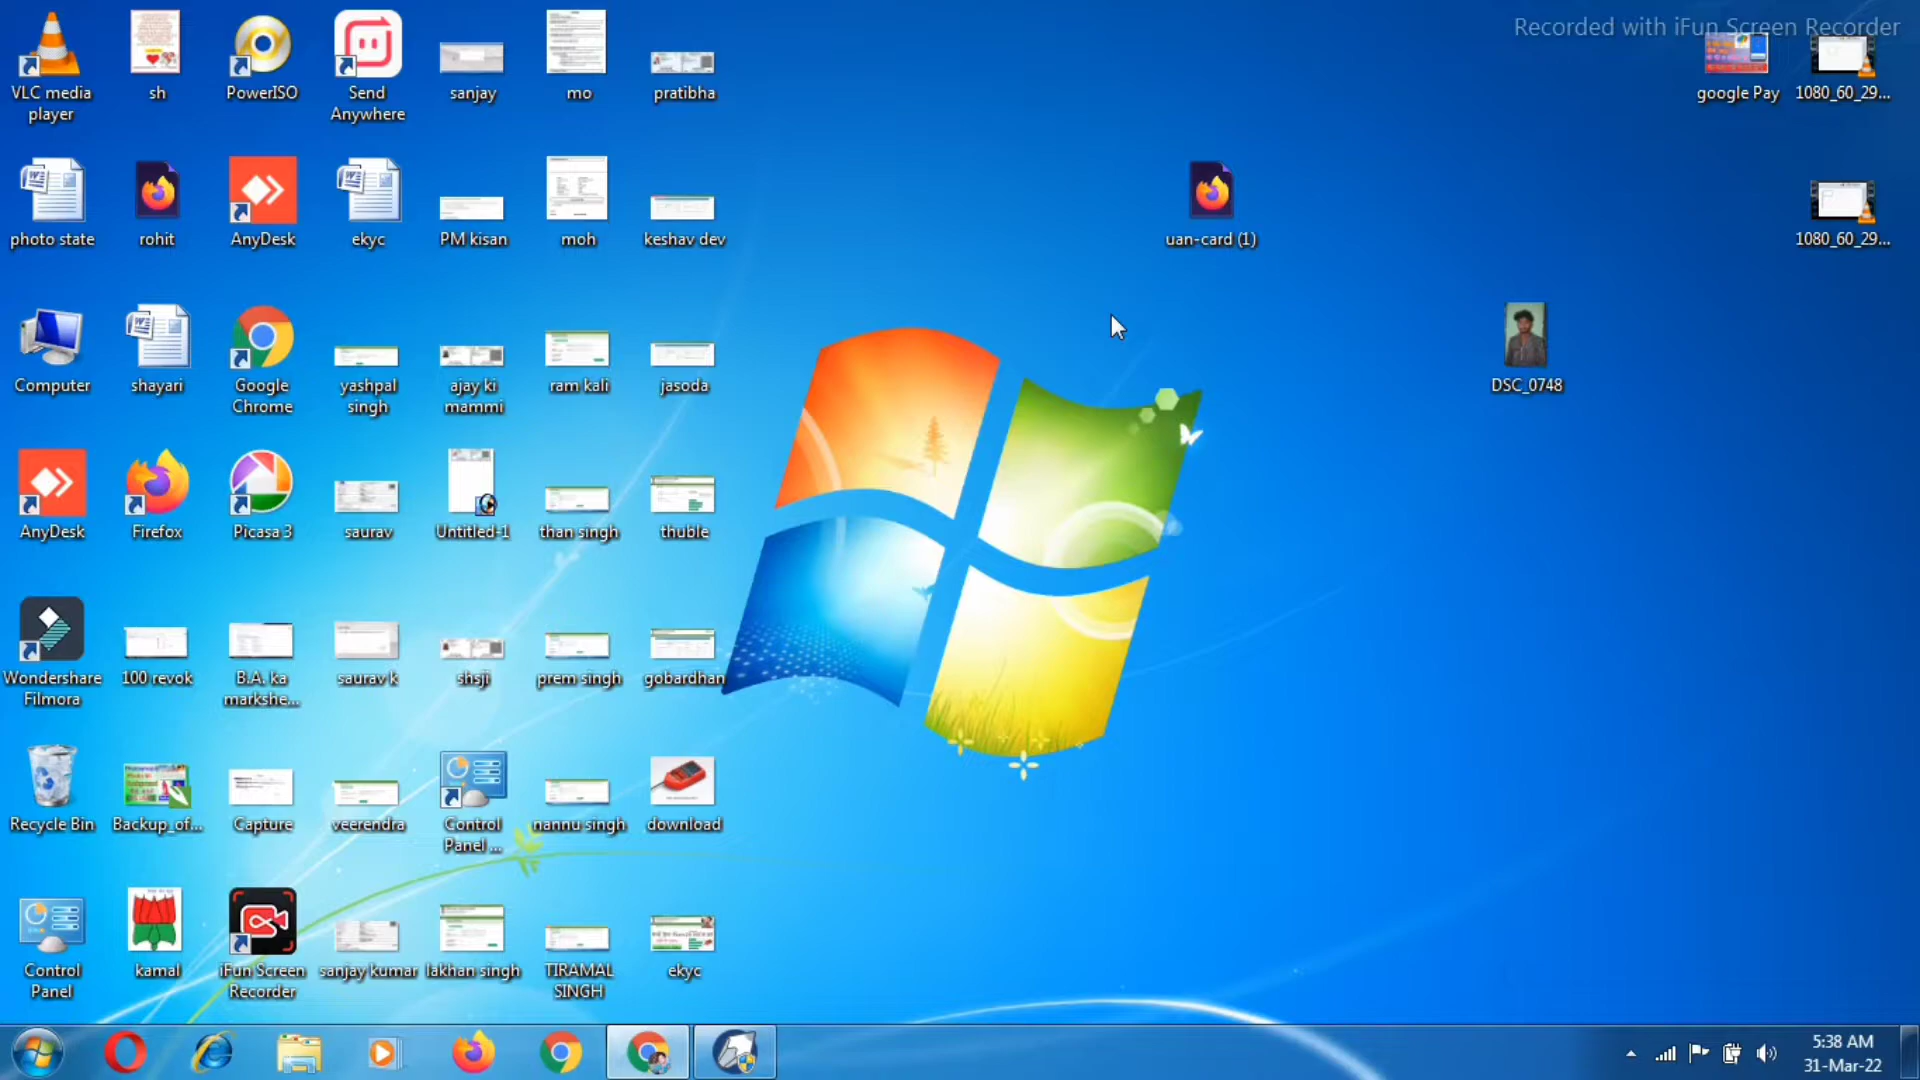 Recorded with iFun Screen Recorder
VLC media
player
sh
PowerISO
Send
Anywhere
sanjay
mo
pratibha
google Pay
1080_60_29...
photo state
rohit
AnyDesk
ekyc
PM kisan
moh
keshav dev
uan-card (1)
1080_60_29...
Computer
shayari
Google
Chrome
yashpal
singh
ajay ki
mammi
ram kali
jasoda
DSC_0748
AnyDesk
Firefox
Picasa 3
saurav
Untitled-1
than singh
thuble
Wondershare
Filmora
100 revok
B.A. ka
markshe...
saurav k
shsji
prem singh
gobardhan
Recycle Bin
Backup_of...
Capture
veerendra
Control
Panel ...
nannu singh
download
Control
Panel
kamal
iFun Screen
Recorder
sanjay kumar
lakhan singh
TIRAMAL
SINGH
ekyc
5:38 AM
31-Mar-22